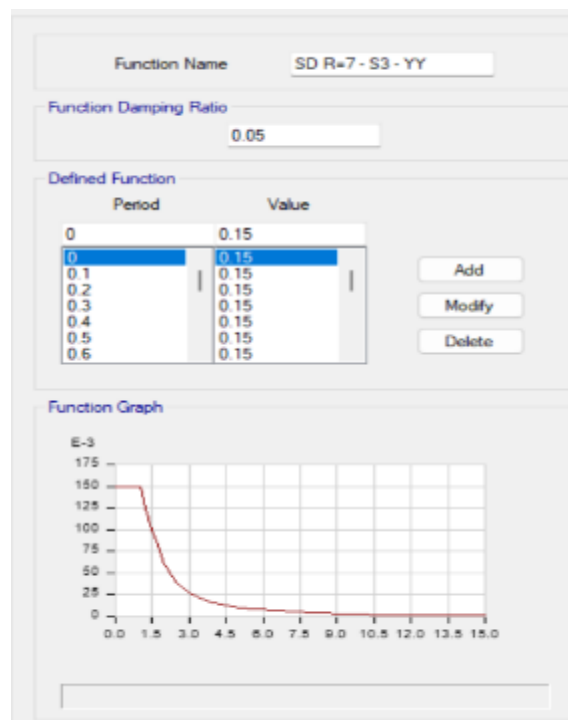 Function Name SD R=7 - S3 - YY
Function Damping Ratio
0.05
Defined Function
Period Value
0 0.15
0 0.15
0.1 0.15
0.2 0.15
0.3 0.15
0.4 0.15
0.5 0.15
0.6 0.15
Add
Modify
Delete
Function Graph
E-3
175
150
125
100
75
50
25
0
0.0 1.5 3.0 4.5 6.0 7.5 9.0 10.5 12.0 13.5 15.0